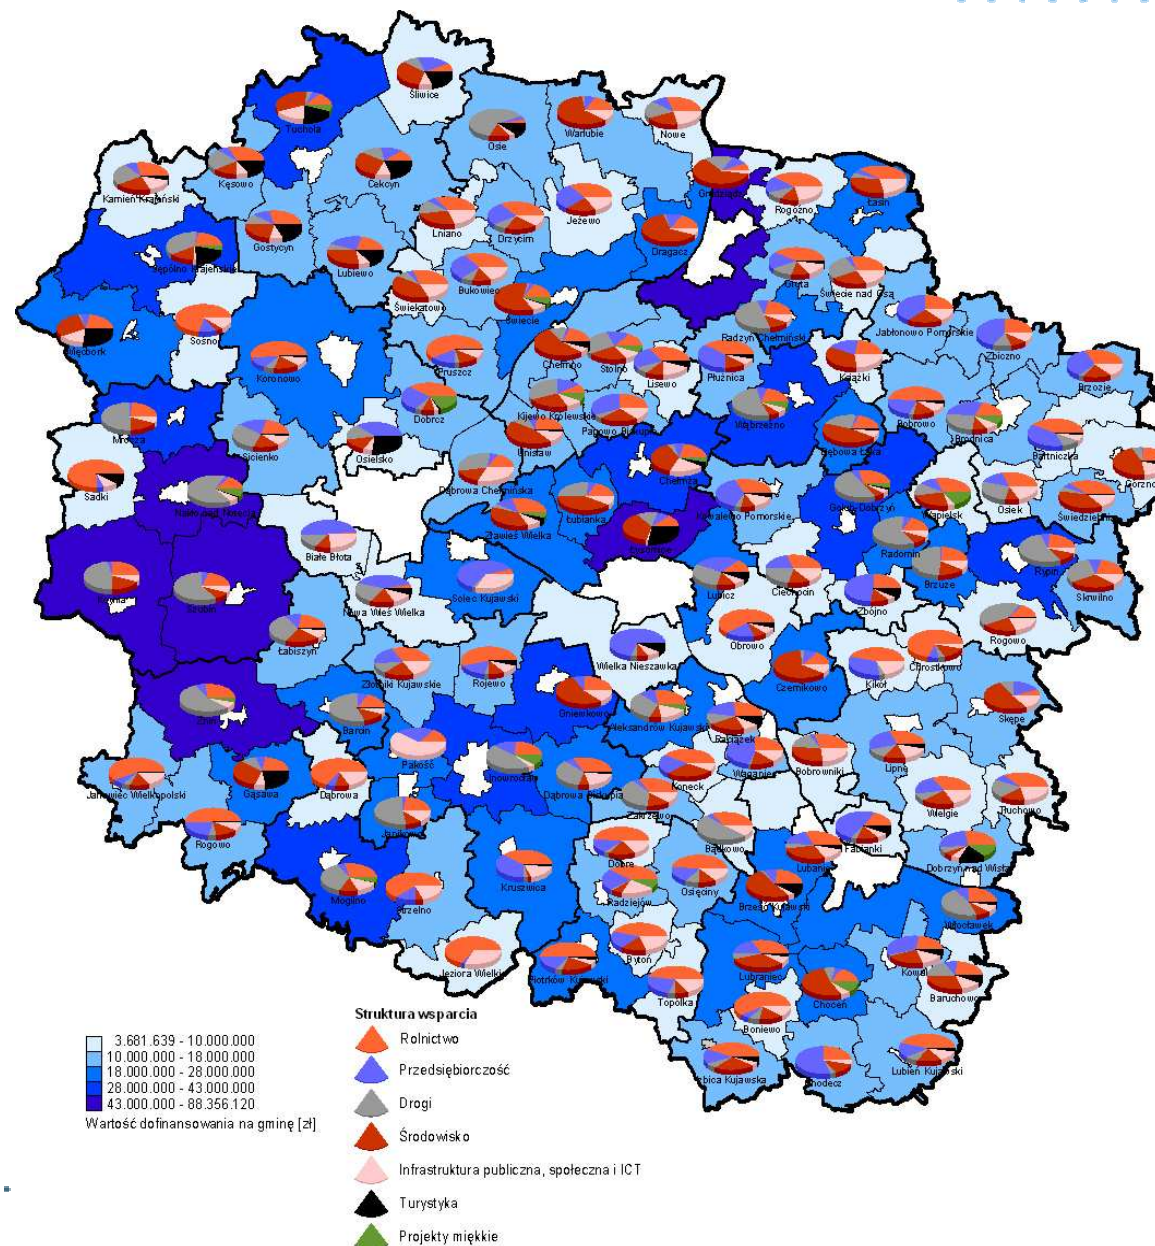 Śliwice
Tuchola
Osie
Warlubie
Nowe
Kamień Krajeński
Kęsowo
Cekcyn
Grudziądz
Rogóźno
Łasin
Gostycyn
Lniano
Drzycim
Jeżewo
Dragacz
Sępólno Krajeńskie
Lubiewo
Bukowiec
Gruta
Świecie nad Osą
Świekatowo
Świecie
Jabłonowo Pomorskie
Więcbork
Sośno
Radzyń Chełmiński
Zbiczno
Koronowo
Pruszcz
Chełmno
Stolno
Lisewo
Płużnica
Książki
Brzozie
Dobrcz
Kijewo Królewskie
Papowo Biskupie
Wąbrzeźno
Bobrowo
Brodnica
Mrocza
Sicienko
Osielsko
Unisław
Dębowa Łąka
Bartniczka
Sadki
Dąbrowa Chełmińska
Chełmża
Górzno
Nakło nad Notecią
Zławieś Wielka
Łubianka
Kowalewo Pomorskie
Golub-Dobrzyń
Wąpielsk
Osiek
Świedziebnia
Białe Błota
Łysomice
Radomin
Kcynia
Szubin
Nowa Wieś Wielka
Solec Kujawski
Lubicz
Ciechocin
Zbójno
Brzuze
Rypin
Skrwilno
Łabiszyn
Obrowo
Rogowo
Złotniki Kujawskie
Rojewo
Wielka Nieszawka
Czernikowo
Kikół
Chrostkowo
Żnin
Barcin
Gniewkowo
Aleksandrów Kujawski
Raciążek
Skępe
Pakość
Waganiec
Bobrowniki
Lipno
Janowiec Wielkopolski
Gąsawa
Dąbrowa
Inowrocław
Dąbrowa Biskupia
Koneck
Wielgie
Tłuchowo
Rogowo
Janikowo
Zakrzewo
Bądkowo
Fabianki
Dobre
Lubanie
Dobrzyń nad Wisłą
Mogilno
Strzelno
Kruszwica
Radziejów
Osięciny
Brześć Kujawski
Włocławek
Jeziora Wielkie
Piotrków Kujawski
Bytoń
Lubraniec
Kowal
Topólka
Choceń
Baruchowo
Boniewo
Izbica Kujawska
Chodecz
Lubień Kujawski
Struktura wsparcia
Rolnictwo
Przedsiębiorczość
Drogi
Środowisko
Infrastruktura publiczna, społeczna i ICT
Turystyka
Projekty miękkie
3.681.639 - 10.000.000
10.000.000 - 18.000.000
18.000.000 - 28.000.000
28.000.000 - 43.000.000
43.000.000 - 88.356.120
Wartość dofinansowania na gminę [zł]